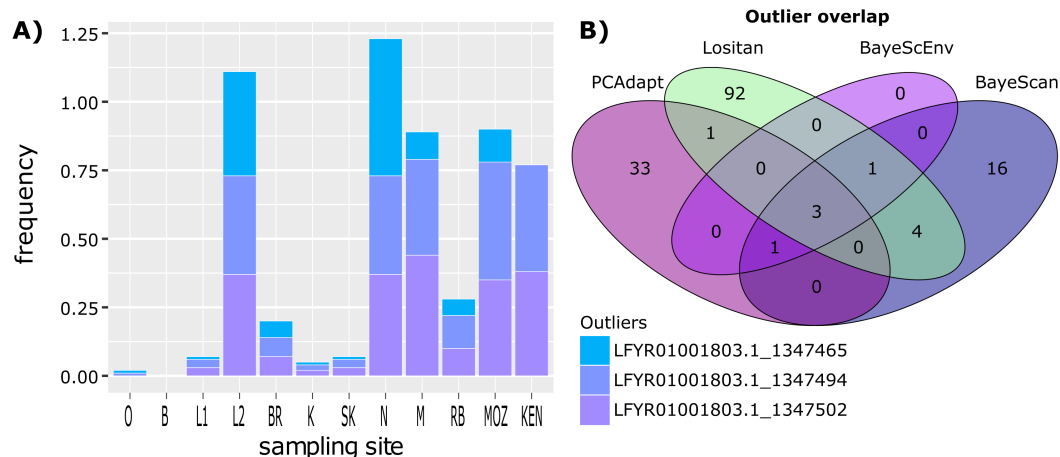 A)
1.25
1.00
0.75
0.50
0.25
0.00
frequency
O B L1 L2 BR K SK N M RB MOZ KEN
sampling site
B)
Outlier overlap
Lositan BayeScEnv
PCAdapt BayeScan
92 0
1 0 0
33 0 1 16
3
0 1 0 4
0
Outliers
LFYR01001803.1_1347465
LFYR01001803.1_1347494
LFYR01001803.1_1347502